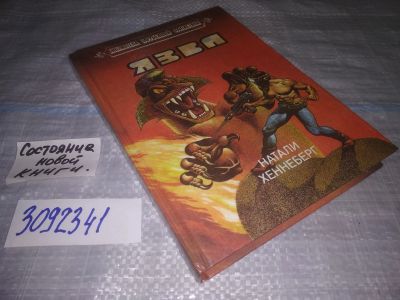 ЯЗВА
НАТАЛИ
ХЕННЕБЕРГ
Состояние
новой
книги.
3092341